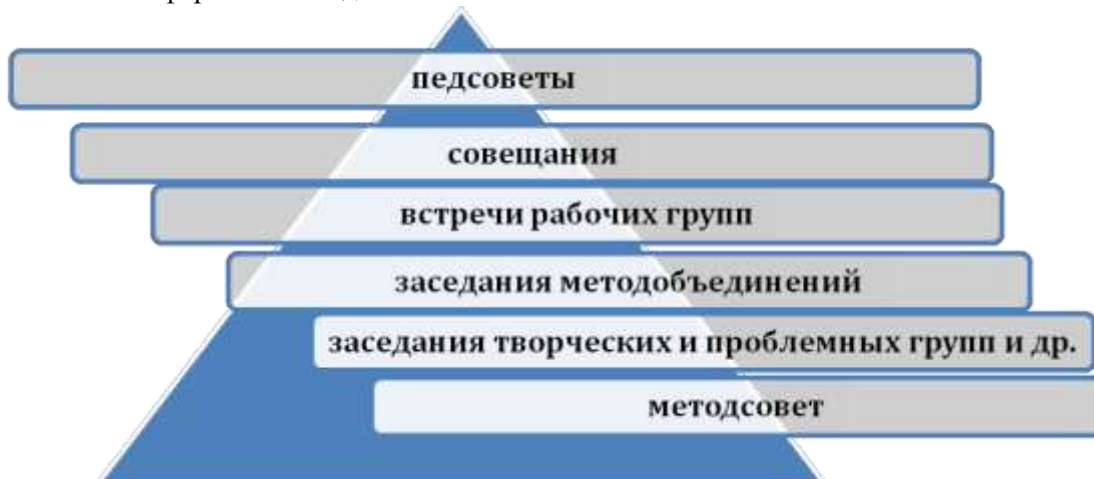 педсоветы
совещания
встречи рабочих групп
заседания методобъединений
заседания творческих и проблемных групп и др.
методсовет